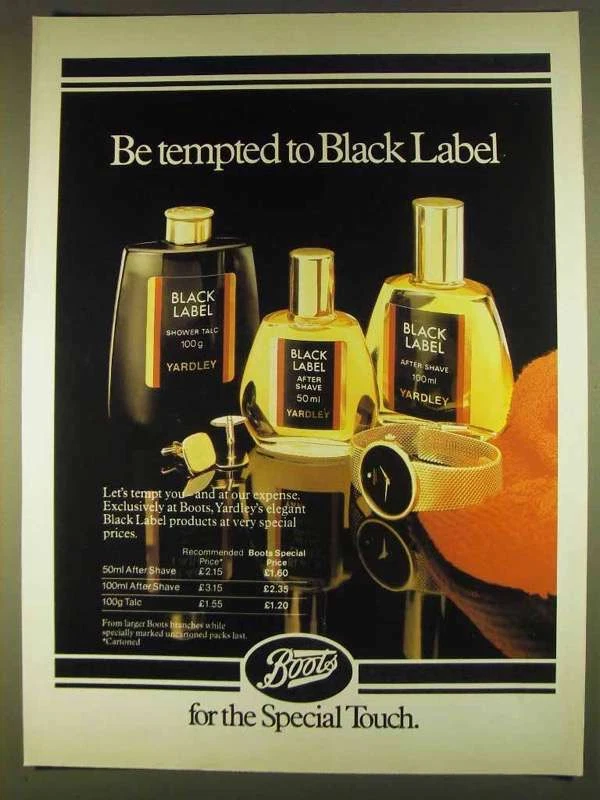 Be tempted to Black Label
BLACK
LABEL
SHOWER TALC
100g
YARDLEY
BLACK
LABEL
AFTER
SHAVE
50ml
YARDLEY
BLACK
LABEL
AFTER SHAVE
100ml
YARDLEY
Let's tempt you – and at our expense.
Exclusively at Boots, Yardley's elegant
Black Label products at very special
prices.
Recommended Price* Boots Special Price
50ml After Shave £2.15 £1.60
100ml After Shave £3.15 £2.35
100g Talc £1.55 £1.20
From larger Boots branches while
specially marked uncartoned packs last.
*Cartoned
Boots
for the Special Touch.